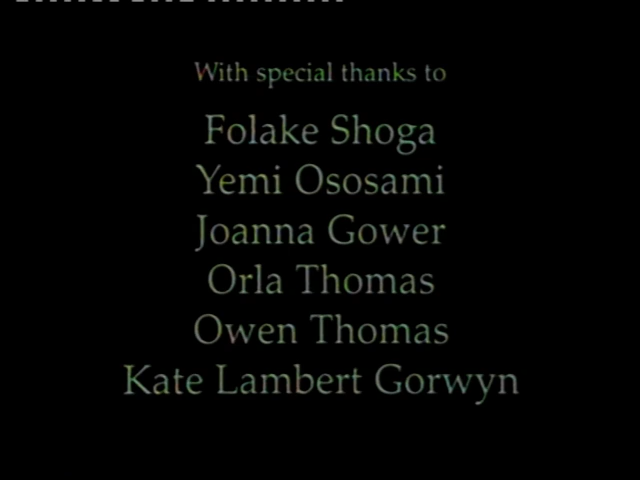 With special thanks to
Folake Shoga
Yemi Ososami
Joanna Gower
Orla Thomas
Owen Thomas
Kate Lambert Gorwyn